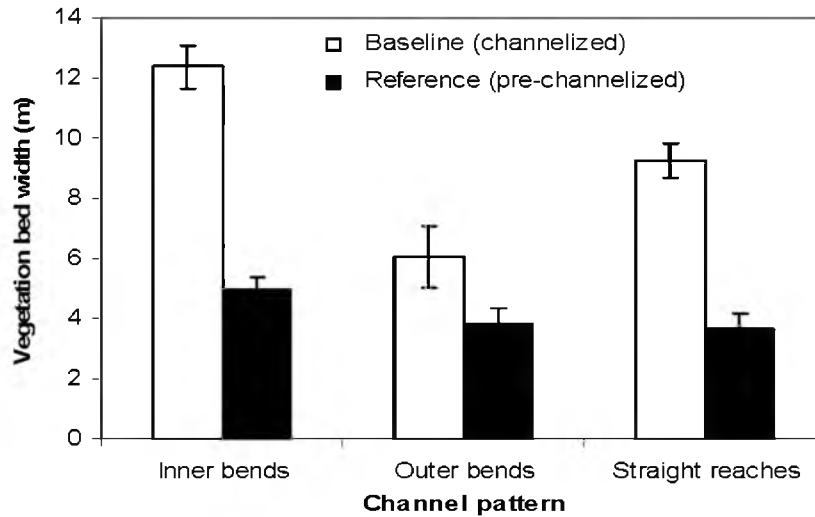 14
12
10
8
6
4
2
0
Vegetation bed width (m)
Baseline (channelized)
Reference (pre-channelized)
Inner bends
Outer bends
Straight reaches
Channel pattern